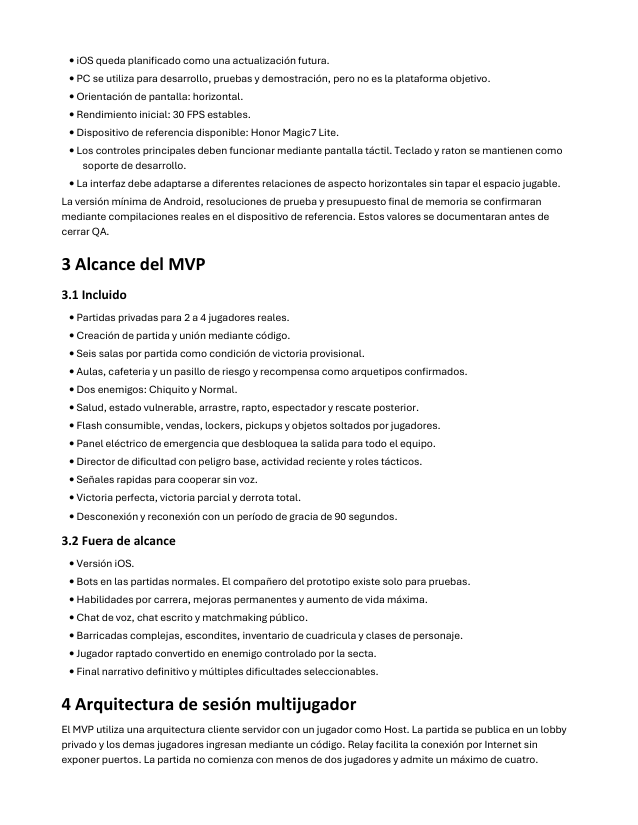 • iOS queda planificado como una actualización futura.
• PC se utiliza para desarrollo, pruebas y demostración, pero no es la plataforma objetivo.
• Orientación de pantalla: horizontal.
• Rendimiento inicial: 30 FPS estables.
• Dispositivo de referencia disponible: Honor Magic7 Lite.
• Los controles principales deben funcionar mediante pantalla táctil. Teclado y raton se mantienen como
soporte de desarrollo.
• La interfaz debe adaptarse a diferentes relaciones de aspecto horizontales sin tapar el espacio jugable.
La versión mínima de Android, resoluciones de prueba y presupuesto final de memoria se confirmaran
mediante compilaciones reales en el dispositivo de referencia. Estos valores se documentaran antes de
cerrar QA.
3 Alcance del MVP
3.1 Incluido
• Partidas privadas para 2 a 4 jugadores reales.
• Creación de partida y unión mediante código.
• Seis salas por partida como condición de victoria provisional.
• Aulas, cafeteria y un pasillo de riesgo y recompensa como arquetipos confirmados.
• Dos enemigos: Chiquito y Normal.
• Salud, estado vulnerable, arrastre, rapto, espectador y rescate posterior.
• Flash consumible, vendas, lockers, pickups y objetos soltados por jugadores.
• Panel eléctrico de emergencia que desbloquea la salida para todo el equipo.
• Director de dificultad con peligro base, actividad reciente y roles tácticos.
• Señales rapidas para cooperar sin voz.
• Victoria perfecta, victoria parcial y derrota total.
• Desconexión y reconexión con un período de gracia de 90 segundos.
3.2 Fuera de alcance
• Versión iOS.
• Bots en las partidas normales. El compañero del prototipo existe solo para pruebas.
• Habilidades por carrera, mejoras permanentes y aumento de vida máxima.
• Chat de voz, chat escrito y matchmaking público.
• Barricadas complejas, escondites, inventario de cuadricula y clases de personaje.
• Jugador raptado convertido en enemigo controlado por la secta.
• Final narrativo definitivo y múltiples dificultades seleccionables.
4 Arquitectura de sesión multijugador
El MVP utiliza una arquitectura cliente servidor con un jugador como Host. La partida se publica en un lobby
privado y los demas jugadores ingresan mediante un código. Relay facilita la conexión por Internet sin
exponer puertos. La partida no comienza con menos de dos jugadores y admite un máximo de cuatro.